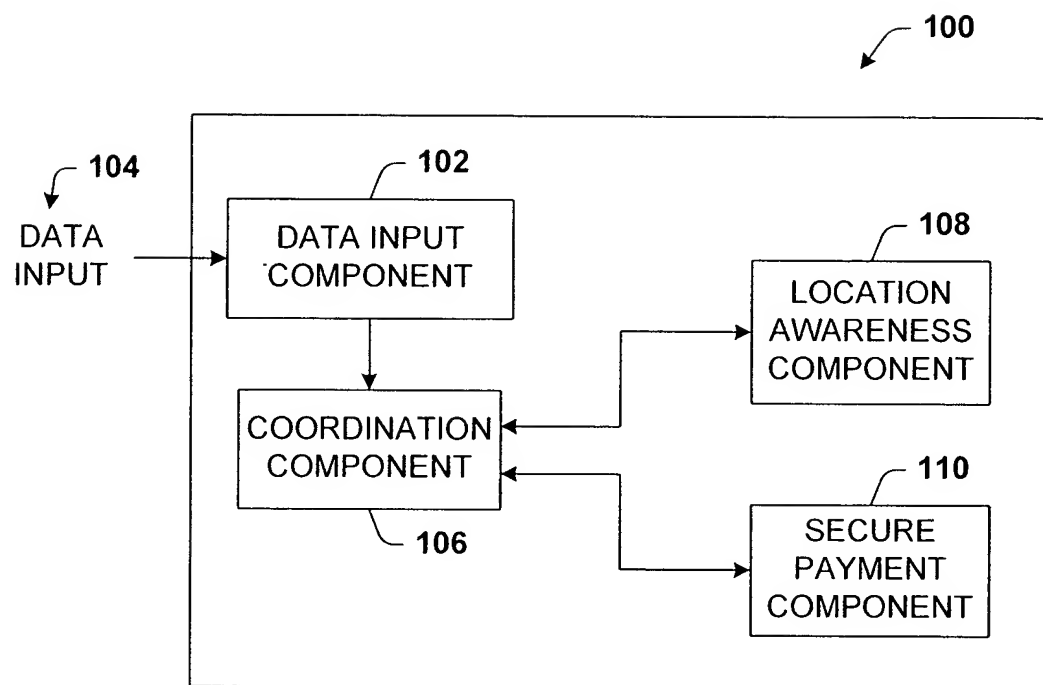 100
104
DATA
INPUT
102
DATA INPUT
COMPONENT
108
LOCATION
AWARENESS
COMPONENT
COORDINATION
COMPONENT
106
110
SECURE
PAYMENT
COMPONENT